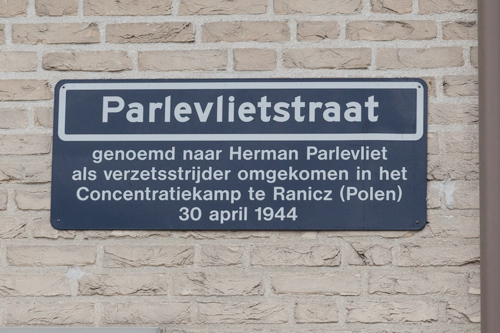 Parlevlietstraat
genoemd naar Herman Parlevliet
als verzetsstrijder omgekomen in het
Concentratiekamp te Ranicz (Polen)
30 april 1944